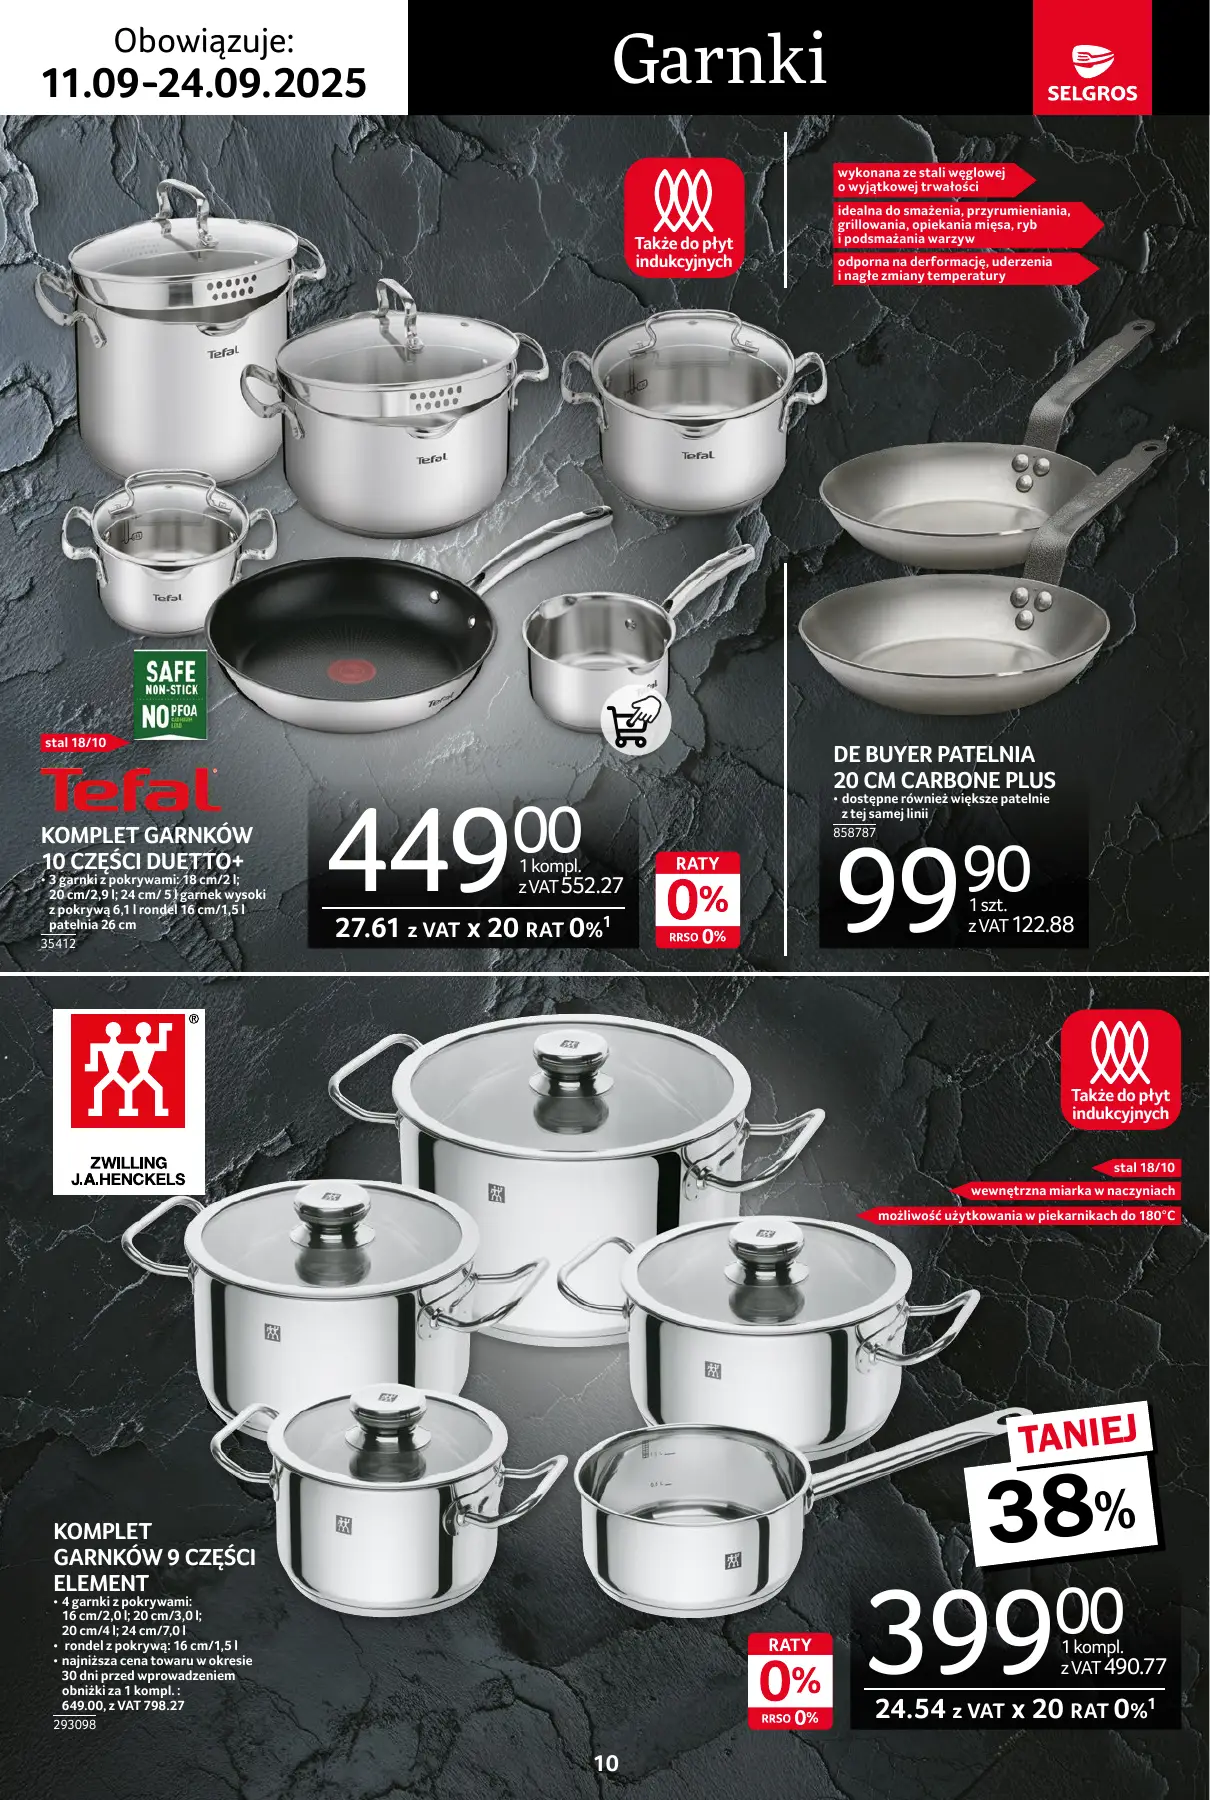 Obowiązuje:
11.09-24.09.2025
Garnki
SELGROS
Także do płyt
indukcyjnych
wykonana ze stali węglowej
o wyjątkowej trwałości
idealna do smażenia, przyrumieniania,
grillowania, opiekania mięsa, ryb
i podsmażania warzyw
odporna na derformację, uderzenia
i nagłe zmiany temperatury
Tefal
Tefal
Tefal
Tefal
Tefal
SAFE
NON-STICK
NO PFOA
stal 18/10
Tefal
KOMPLET GARNKÓW
10 CZĘŚCI DUETTO+
• 3 garnki z pokrywami: 18 cm/2 l;
20 cm/2,9 l; 24 cm/ 5 l garnek wysoki
z pokrywą 6,1 l rondel 16 cm/1,5 l
patelnia 26 cm
35412
449 00
1 kompl.
z VAT 552.27
27.61 z VAT x 20 RAT 0%¹
RATY
0%
RRSO 0%
DE BUYER PATELNIA
20 CM CARBONE PLUS
• dostępne również większe patelnie
z tej samej linii
858787
99 90
1 szt.
z VAT 122.88
®
ZWILLING
J.A.HENCKELS
Także do płyt
indukcyjnych
stal 18/10
wewnętrzna miarka w naczyniach
możliwość użytkowania w piekarnikach do 180°C
TANIEJ
38%
KOMPLET
GARNKÓW 9 CZĘŚCI
ELEMENT
• 4 garnki z pokrywami:
16 cm/2,0 l; 20 cm/3,0 l;
20 cm/4 l; 24 cm/7,0 l
• rondel z pokrywą: 16 cm/1,5 l
• najniższa cena towaru w okresie
30 dni przed wprowadzeniem
obniżki za 1 kompl. :
649.00, z VAT 798.27
293098
RATY
0%
RRSO 0%
399 00
1 kompl.
z VAT 490.77
24.54 z VAT x 20 RAT 0%¹
10